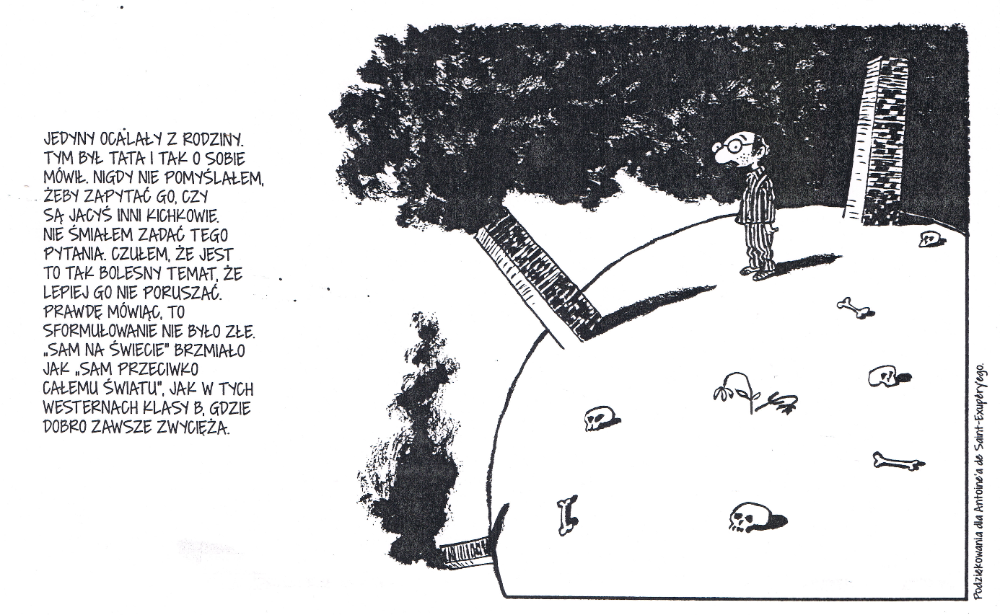 JEDYNY OCALAŁY Z RODZINY.
TYM BYŁ TATA I TAK O SOBIE
MÓWIŁ. NIGDY NIE POMYŚLAŁEM,
ŻEBY ZAPYTAĆ GO, CZY
SĄ JACYŚ INNI KICHKOWIE.
NIE ŚMIAŁEM ZADAĆ TEGO
PYTANIA. CZUŁEM, ŻE JEST
TO TAK BOLESNY TEMAT, ŻE
LEPIEJ GO NIE PORUSZAĆ.
PRAWDĘ MÓWIĄC, TO
SFORMUŁOWANIE NIE BYŁO ZŁE.
„SAM NA ŚWIECIE" BRZMIAŁO
JAK „SAM PRZECIWKO
CAŁEMU ŚWIATU", JAK W TYCH
WESTERNACH KLASY B, GDZIE
DOBRO ZAWSZE ZWYCIĘŻA.
Podziękowania dla Antoine'a de Saint-Exupéry'ego.